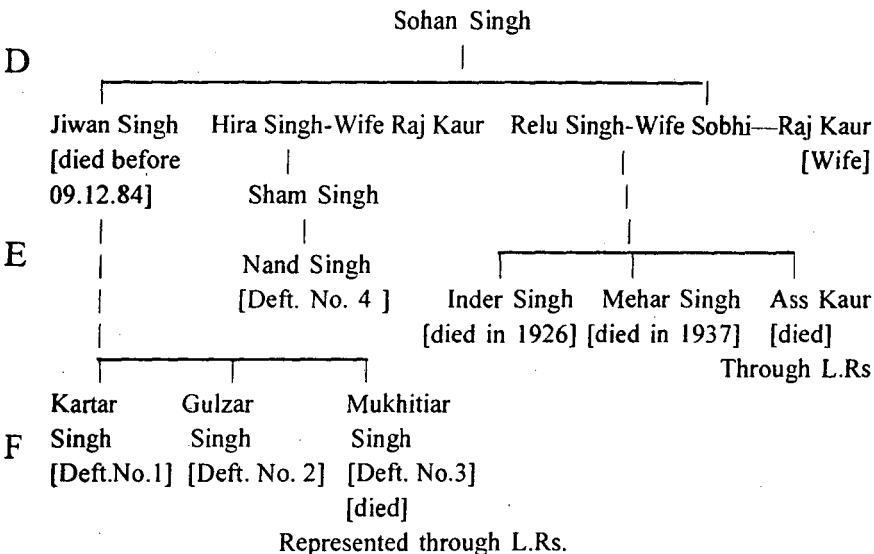 Sohan Singh
D
Jiwan Singh Hira Singh-Wife Raj Kaur Relu Singh-Wife Sobhi—Raj Kaur
[died before [Wife]
09.12.84] Sham Singh
E
Nand Singh
[Deft. No. 4 ] Inder Singh Mehar Singh Ass Kaur
[died in 1926] [died in 1937] [died]
Through L.Rs
Kartar Gulzar Mukhitiar
F
Singh Singh Singh
[Deft.No.1] [Deft. No. 2] [Deft. No.3]
[died]
Represented through L.Rs.